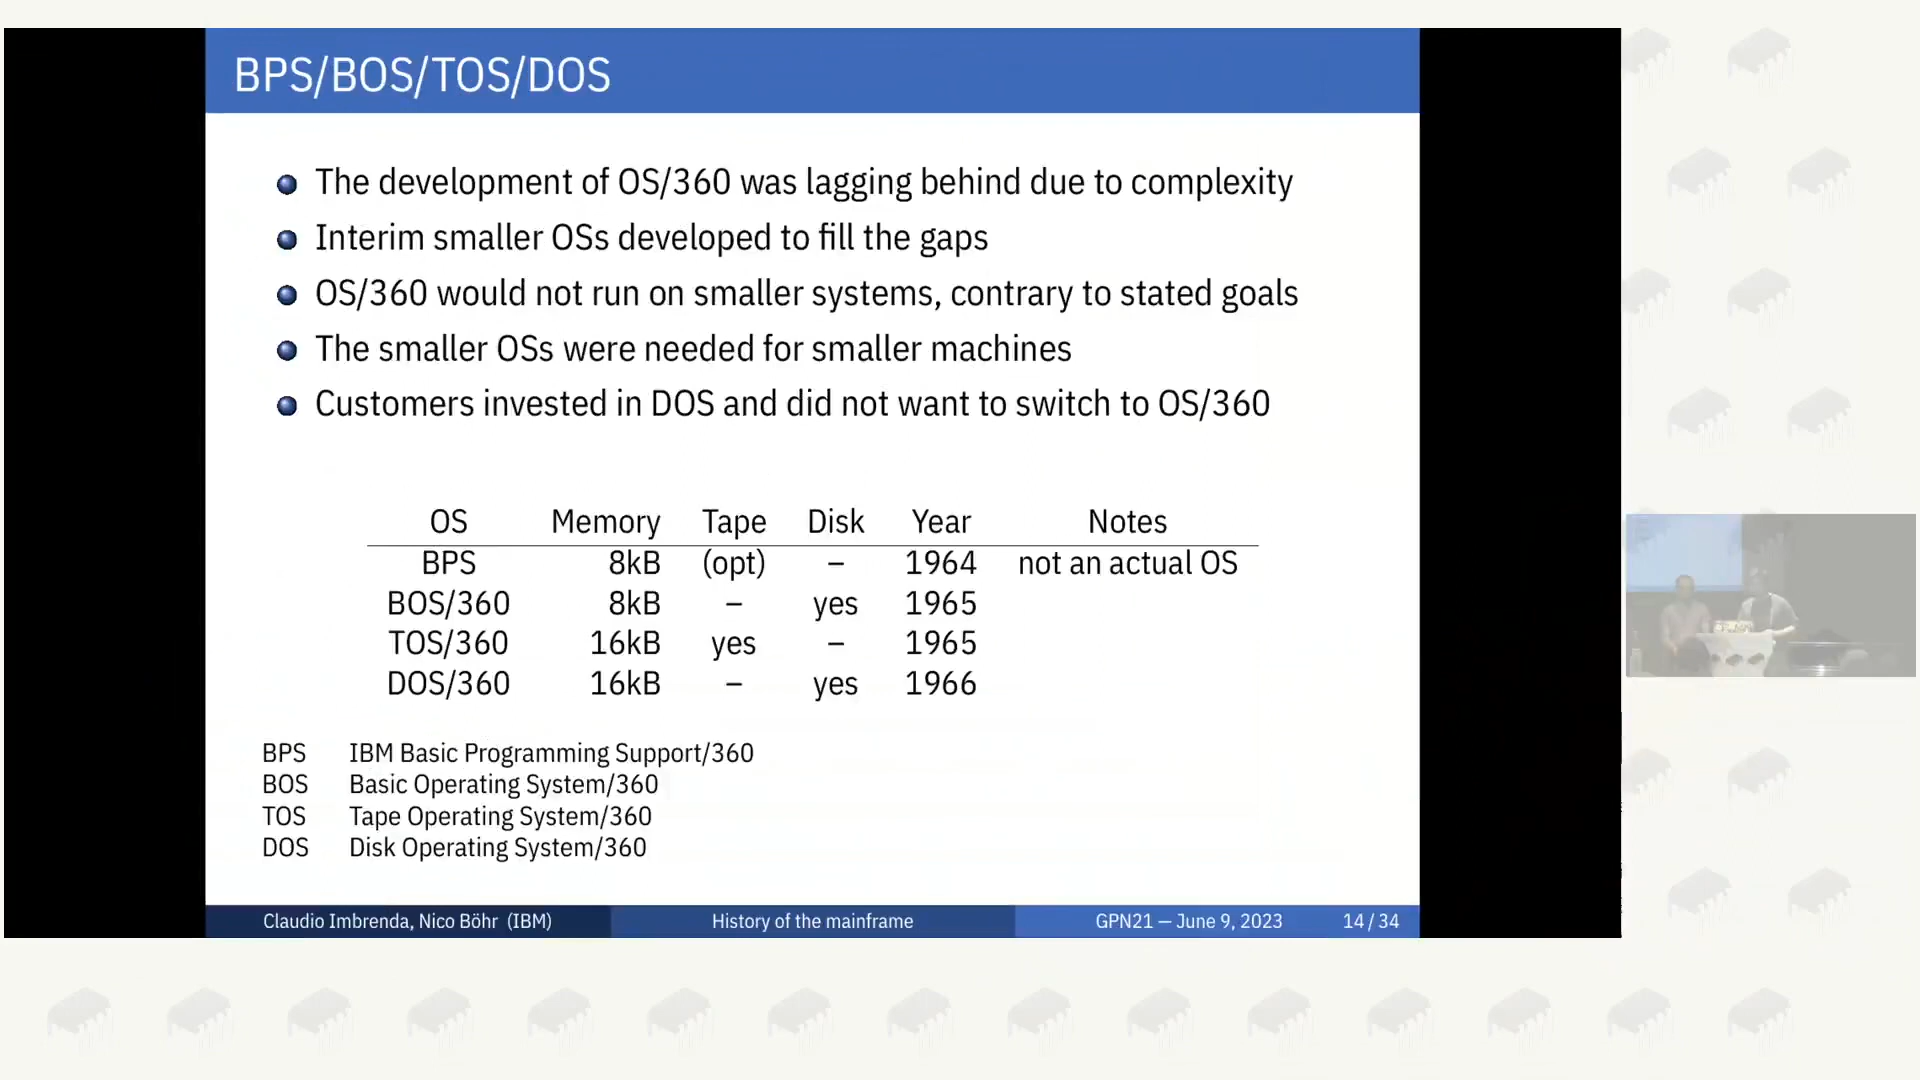 BPS/BOS/TOS/DOS
The development of OS/360 was lagging behind due to complexity
Interim smaller OSs developed to fill the gaps
OS/360 would not run on smaller systems, contrary to stated goals
The smaller OSs were needed for smaller machines
Customers invested in DOS and did not want to switch to OS/360
OS Memory Tape Disk Year Notes
BPS 8kB (opt) – 1964 not an actual OS
BOS/360 8kB – yes 1965
TOS/360 16kB yes – 1965
DOS/360 16kB – yes 1966
BPS IBM Basic Programming Support/360
BOS Basic Operating System/360
TOS Tape Operating System/360
DOS Disk Operating System/360
Claudio Imbrenda, Nico Böhr (IBM) History of the mainframe GPN21 — June 9, 2023 14 / 34